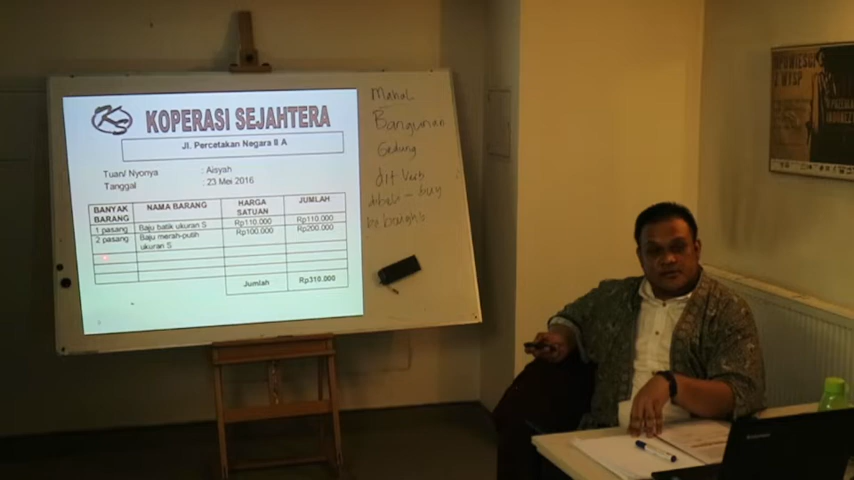 KOPERASI SEJAHTERA
Jl. Percetakan Negara II A
Tuan/ Nyonya : Aisyah
Tanggal : 23 Mei 2016
BANYAK BARANG NAMA BARANG HARGA SATUAN JUMLAH
1 pasang Baju batik ukuran S Rp110.000 Rp110.000
2 pasang Baju merah-putih ukuran S Rp100.000 Rp200.000
Jumlah Rp310.000
Mahal
Bangunan
Gedung
dibeli - buy